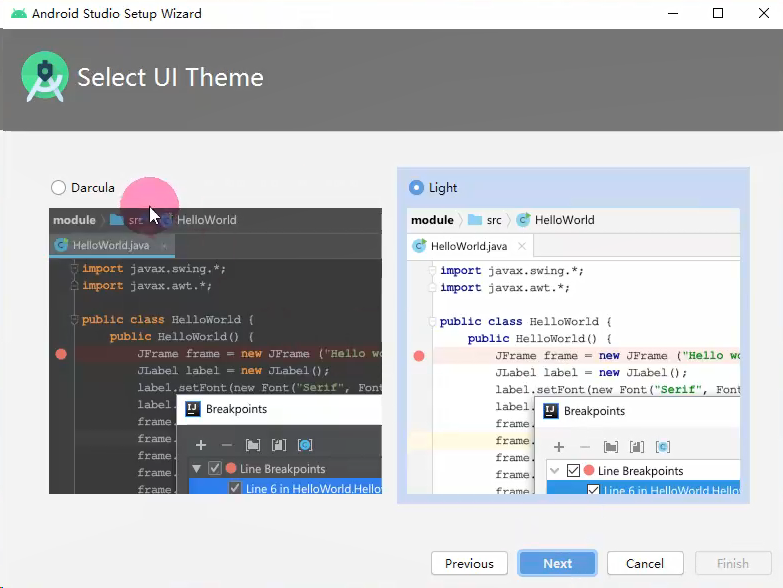 Android Studio Setup Wizard
Select UI Theme
Darcula
module src HelloWorld
HelloWorld.java
import javax.swing.*;
import javax.awt.*;
public class HelloWorld {
public HelloWorld() {
JFrame frame = new JFrame ("Hello wo
JLabel label = new JLabel();
label.setFont(new Font("Serif", Font
label.
frame.
frame.
frame.
frame.
frame.
Breakpoints
Line Breakpoints
Line 6 in HelloWorld.Hello
Light
module src HelloWorld
HelloWorld.java
import javax.swing.*;
import javax.awt.*;
public class HelloWorld {
public HelloWorld() {
JFrame frame = new JFrame ("Hello wo
JLabel label = new JLabel();
label.setFont(new Font("Serif", Font
label.
frame.
frame.
frame.
frame.
frame.
Breakpoints
Line Breakpoints
Line 6 in HelloWorld.Hello
Previous
Next
Cancel
Finish